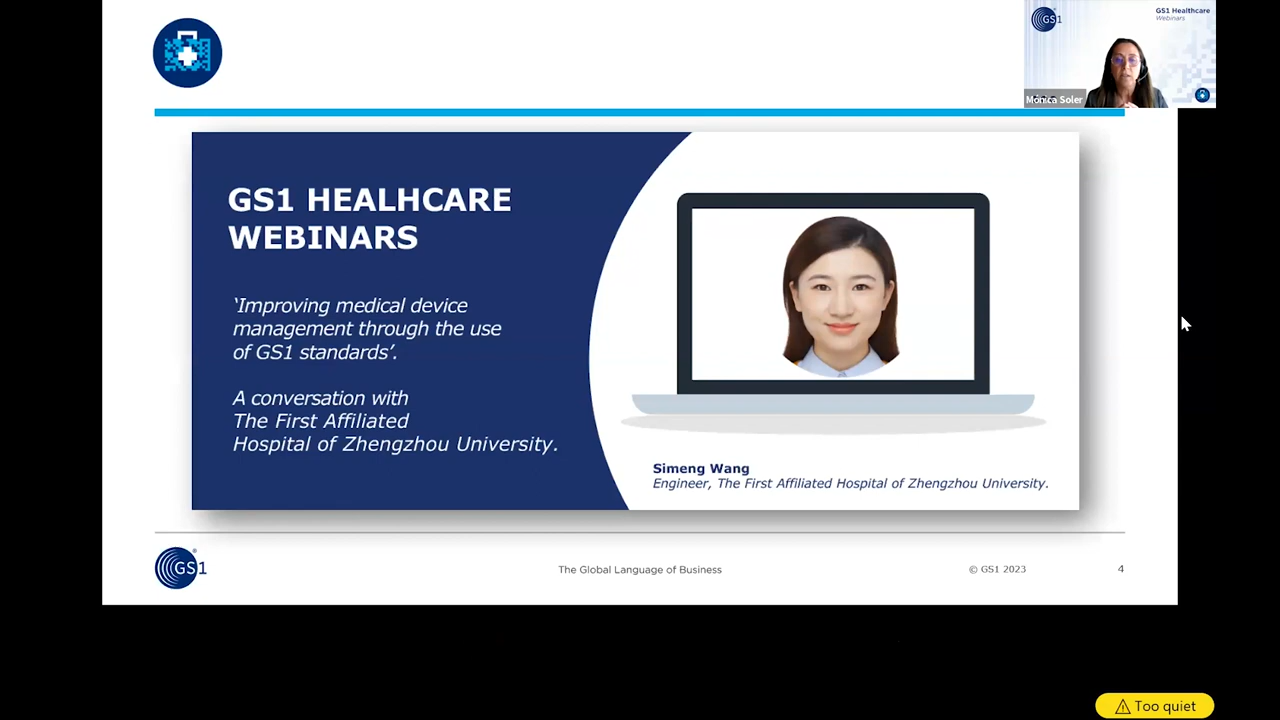 GS1
GS1 Healthcare
Webinars
Mónica Soler
GS1 HEALHCARE
WEBINARS
‘Improving medical device
management through the use
of GS1 standards’.
A conversation with
The First Affiliated
Hospital of Zhengzhou University.
Simeng Wang
Engineer, The First Affiliated Hospital of Zhengzhou University.
GS1
The Global Language of Business
© GS1 2023
4
Too quiet